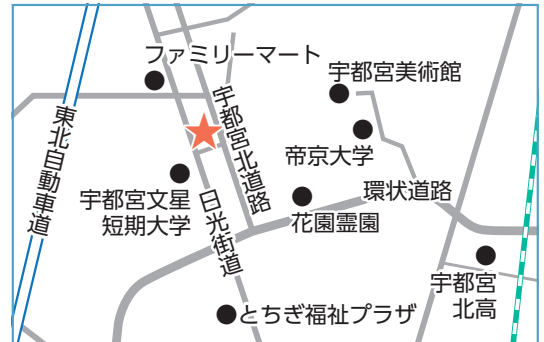 ファミリーマート
宇都宮美術館
東北自動車道
宇都宮北道路
帝京大学
宇都宮文星
短期大学
日光街道
環状道路
花園霊園
宇都宮
北高
とちぎ福祉プラザ